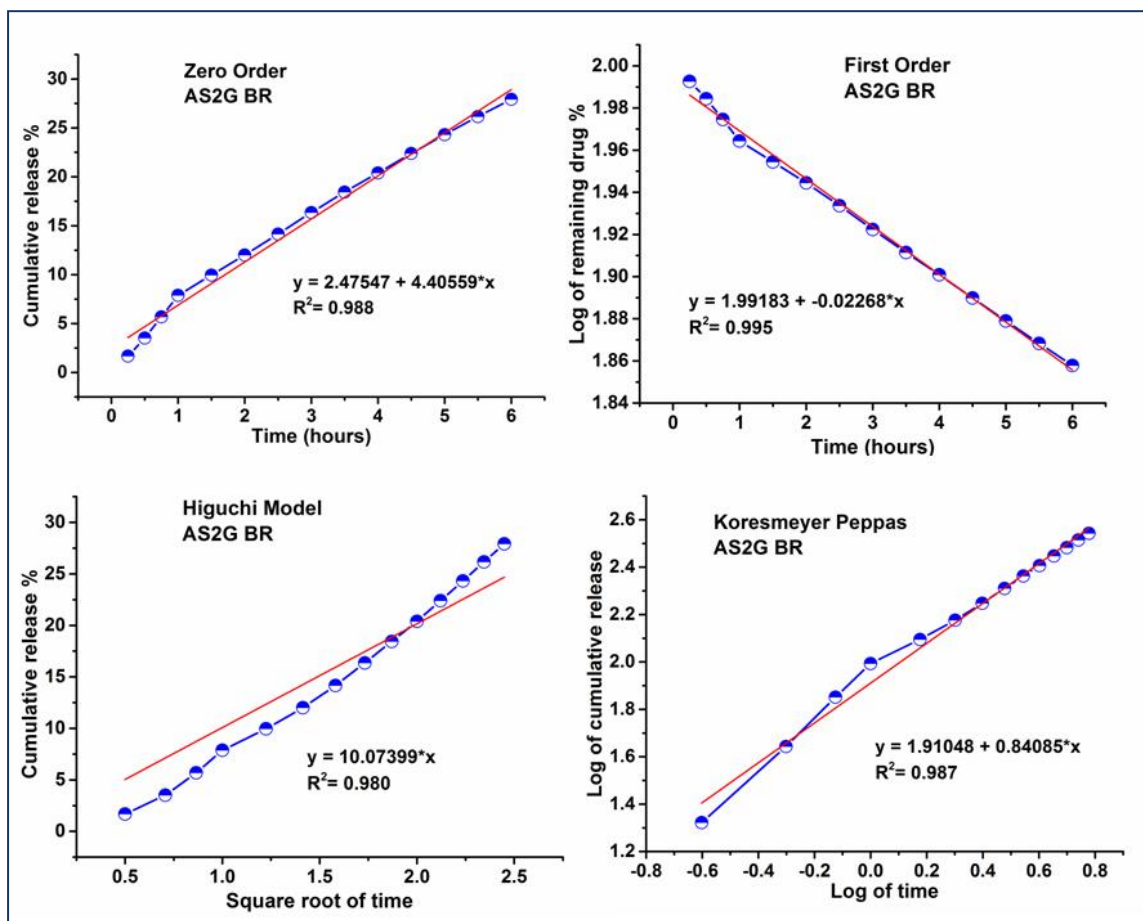 Zero Order
AS2G BR
30
25
20
15
10
5
0
Cumulative release %
y = 2.47547 + 4.40559*x
R²= 0.988
0 1 2 3 4 5 6
Time (hours)
First Order
AS2G BR
2.00
1.98
1.96
1.94
1.92
1.90
1.88
1.86
1.84
Log of remaining drug %
y = 1.99183 + -0.02268*x
R²= 0.995
0 1 2 3 4 5 6
Time (hours)
Higuchi Model
AS2G BR
30
25
20
15
10
5
0
Cumulative release %
y = 10.07399*x
R²= 0.980
0.5 1.0 1.5 2.0 2.5
Square root of time
Koresmeyer Peppas
AS2G BR
2.6
2.4
2.2
2.0
1.8
1.6
1.4
1.2
Log of cumulative release
y = 1.91048 + 0.84085*x
R²= 0.987
-0.8 -0.6 -0.4 -0.2 0.0 0.2 0.4 0.6 0.8
Log of time